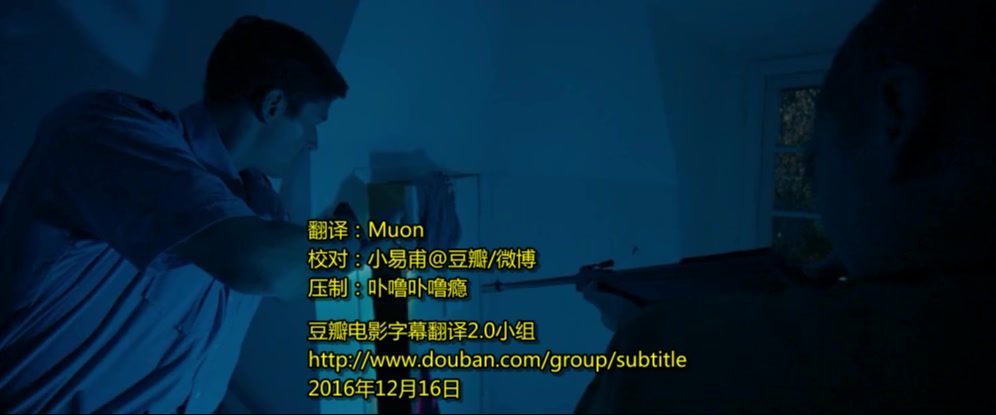 翻译：Muon
校对：小易甫@豆瓣/微博
压制：卟噜卟噜瘾
豆瓣电影字幕翻译2.0小组
http://www.douban.com/group/subtitle
2016年12月16日